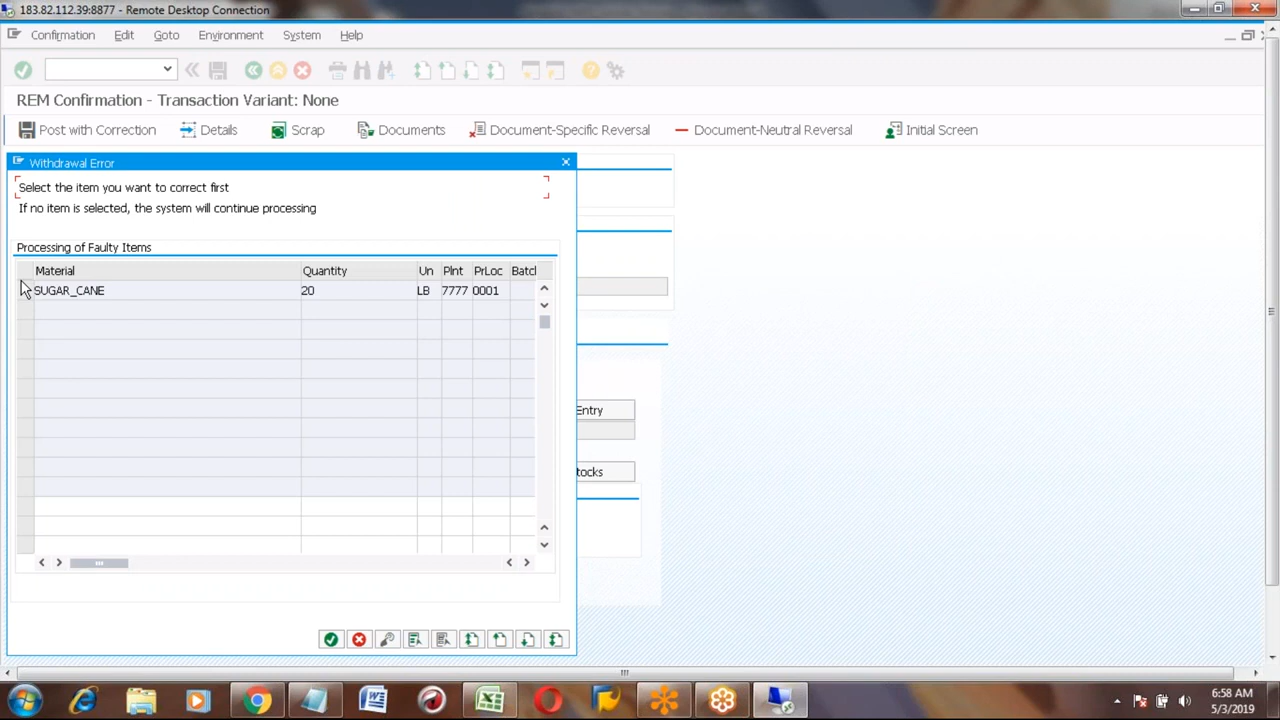 183.82.112.39:8877 - Remote Desktop Connection
Confirmation Edit Goto Environment System Help
REM Confirmation - Transaction Variant: None
Post with Correction Details Scrap Documents Document-Specific Reversal Document-Neutral Reversal Initial Screen
Withdrawal Error
Select the item you want to correct first
If no item is selected, the system will continue processing
Processing of Faulty Items
Material Quantity Un Plnt PrLoc Batch
SUGAR_CANE 20 LB 7777 0001
Entry
tocks
6:58 AM
5/3/2019